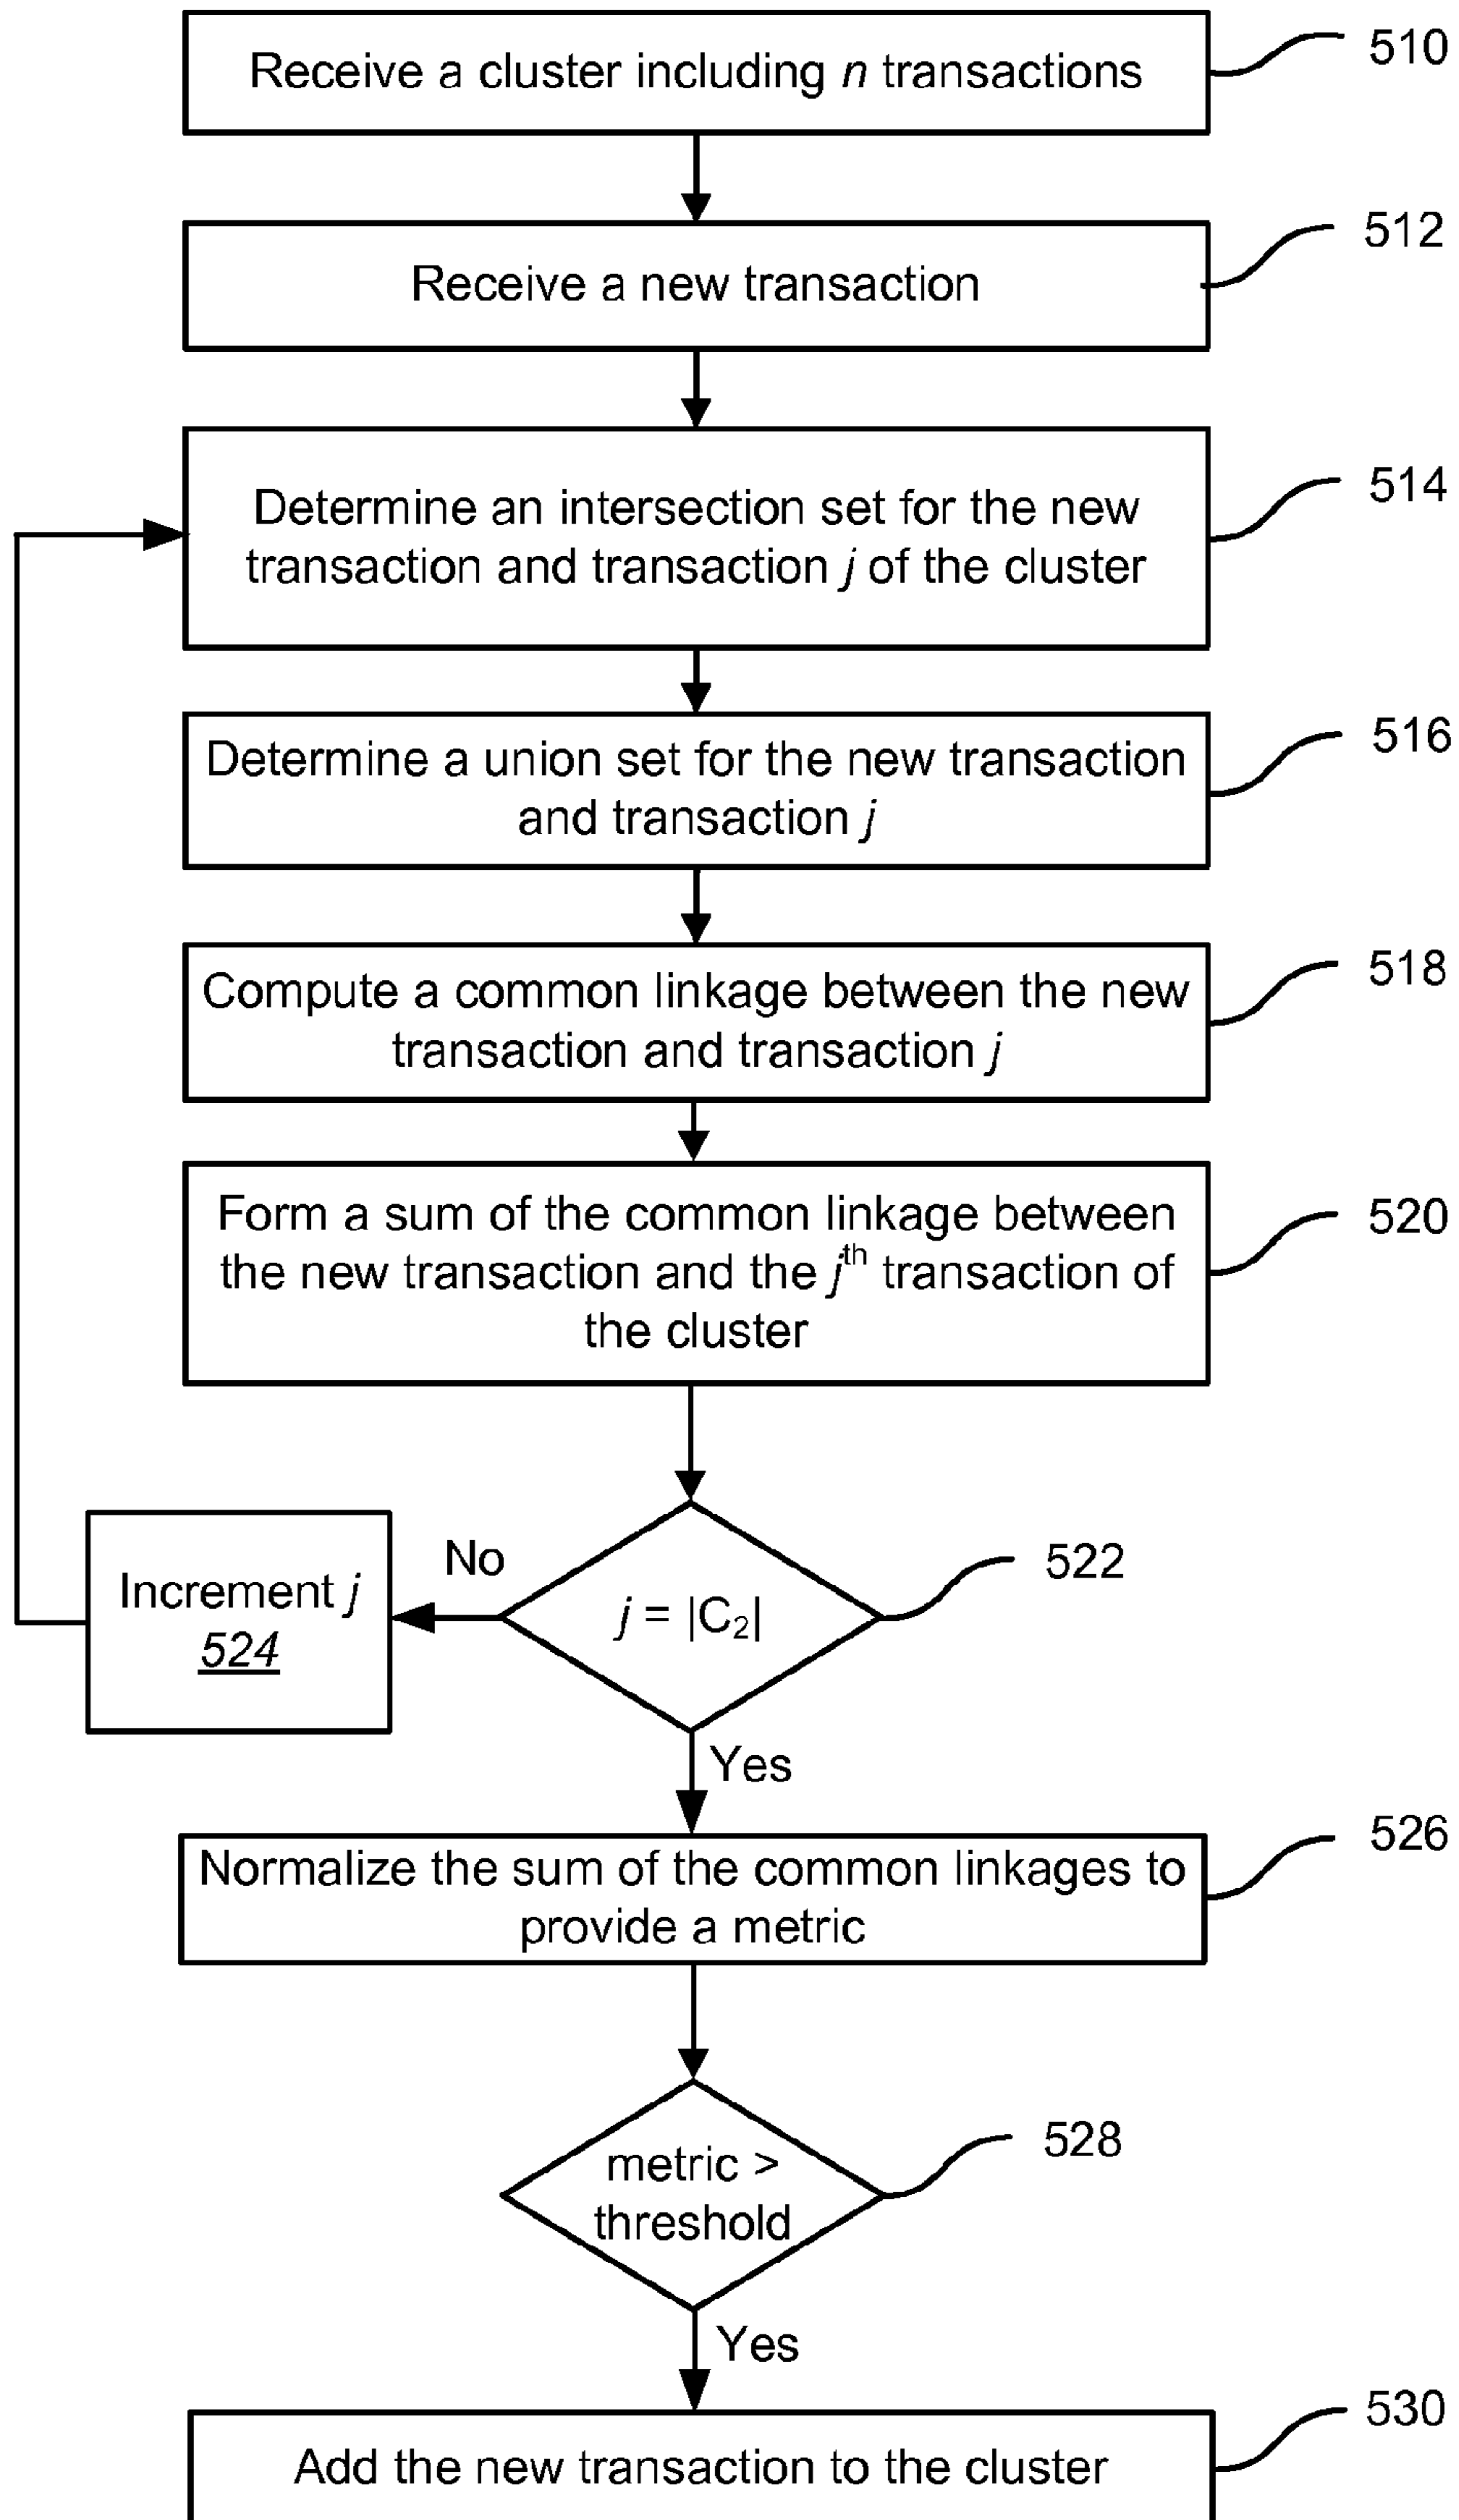 Receive a cluster including n transactions
510
Receive a new transaction
512
Determine an intersection set for the new
transaction and transaction j of the cluster
514
Determine a union set for the new transaction
and transaction j
516
Compute a common linkage between the new
transaction and transaction j
518
Form a sum of the common linkage between
the new transaction and the jth transaction of
the cluster
520
Increment j
524
No
j = |C2|
522
Yes
Normalize the sum of the common linkages to
provide a metric
526
metric >
threshold
528
Yes
Add the new transaction to the cluster
530